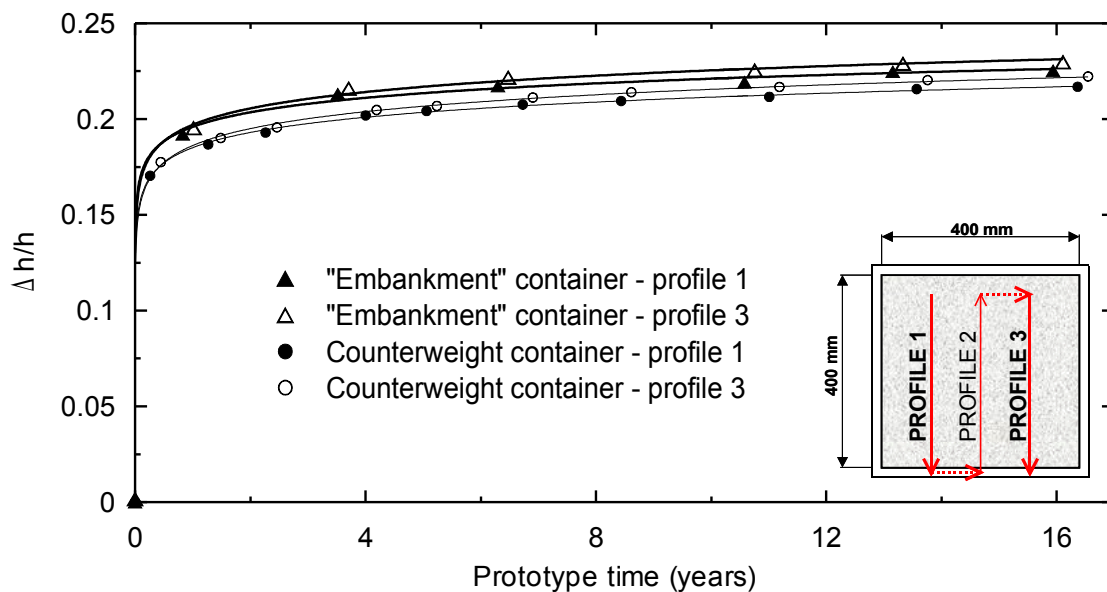 0.25
0.2
0.15
0.1
0.05
0
Δh/h
0
4
8
12
16
Prototype time (years)
"Embankment" container - profile 1
"Embankment" container - profile 3
Counterweight container - profile 1
Counterweight container - profile 3
400 mm
400 mm
PROFILE 1
PROFILE 2
PROFILE 3